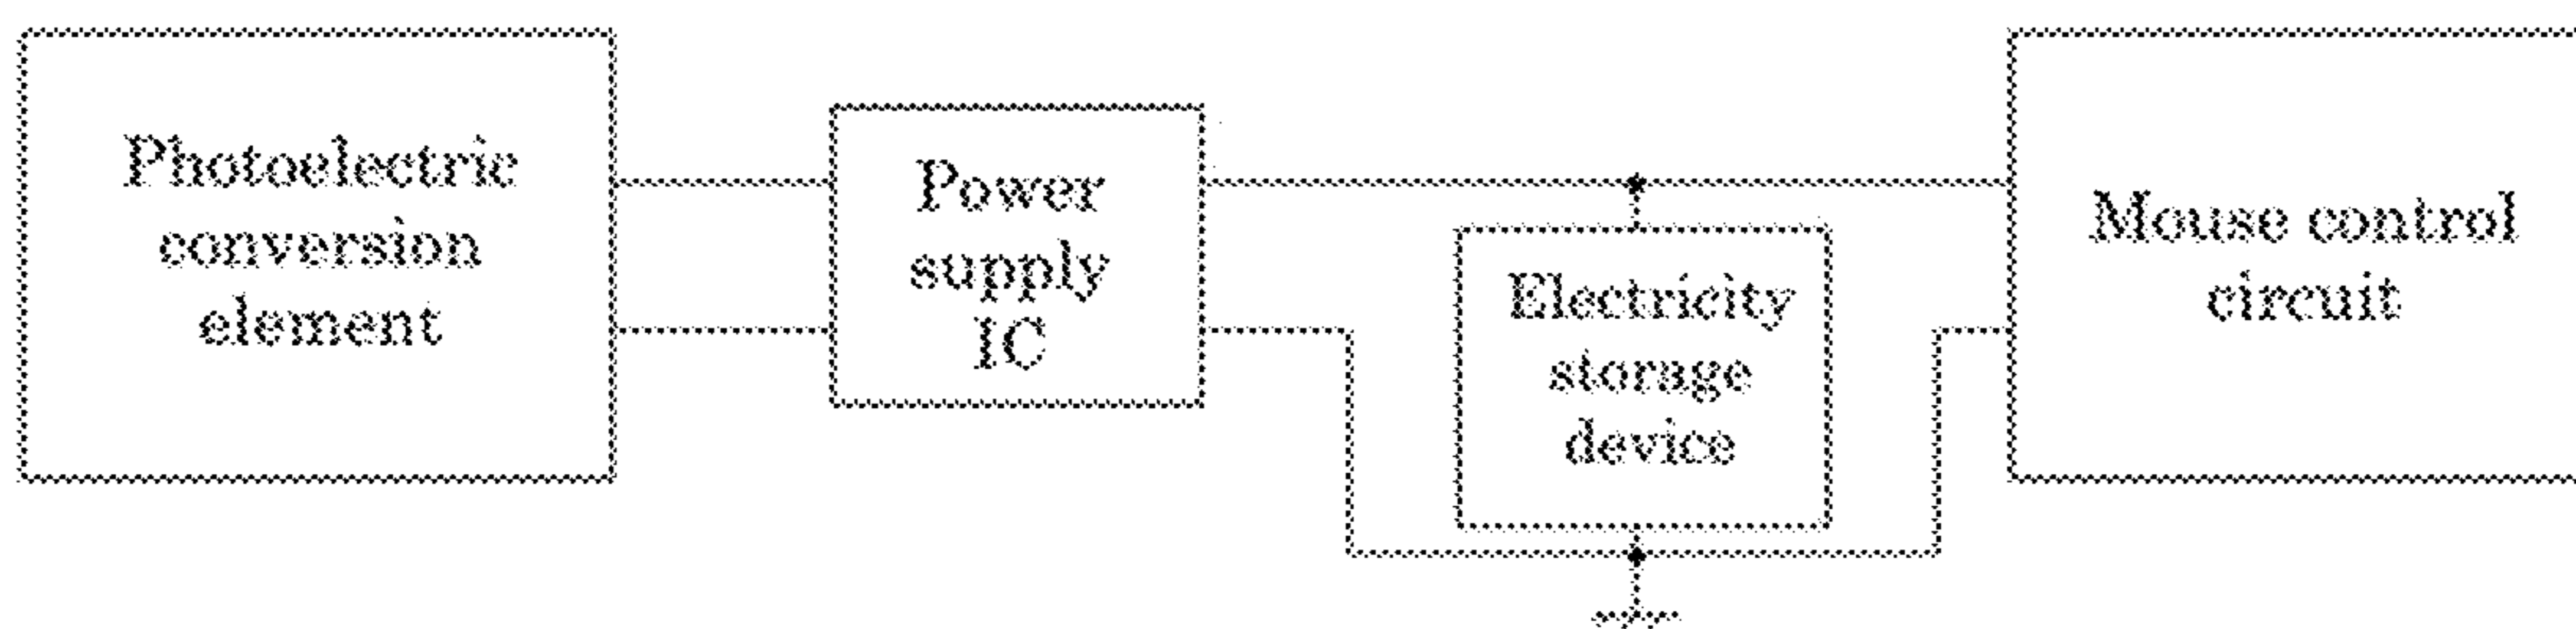 Photoelectric
conversion
element
Power
supply
IC
Electricity
storage
device
Mouse control
circuit